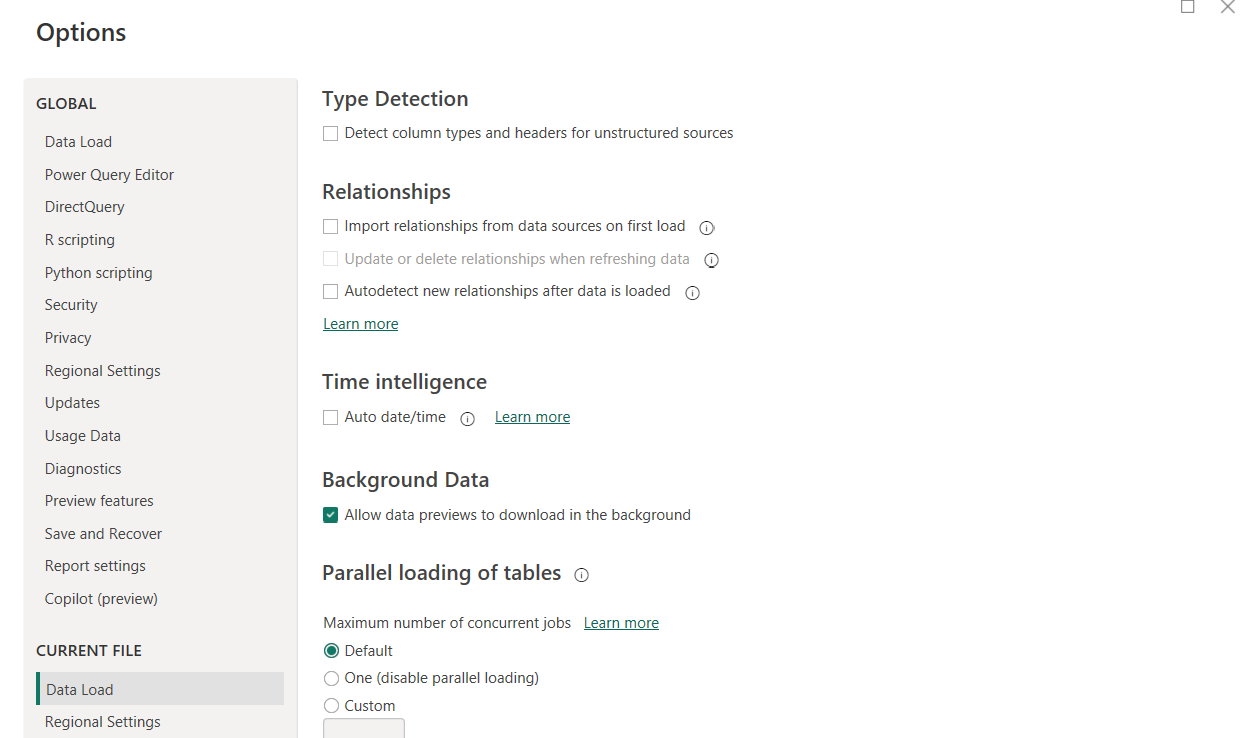 Options
GLOBAL
Data Load
Power Query Editor
DirectQuery
R scripting
Python scripting
Security
Privacy
Regional Settings
Updates
Usage Data
Diagnostics
Preview features
Save and Recover
Report settings
Copilot (preview)
CURRENT FILE
Data Load
Regional Settings
Type Detection
Detect column types and headers for unstructured sources
Relationships
Import relationships from data sources on first load
Update or delete relationships when refreshing data
Autodetect new relationships after data is loaded
Learn more
Time intelligence
Auto date/time Learn more
Background Data
Allow data previews to download in the background
Parallel loading of tables
Maximum number of concurrent jobs Learn more
Default
One (disable parallel loading)
Custom